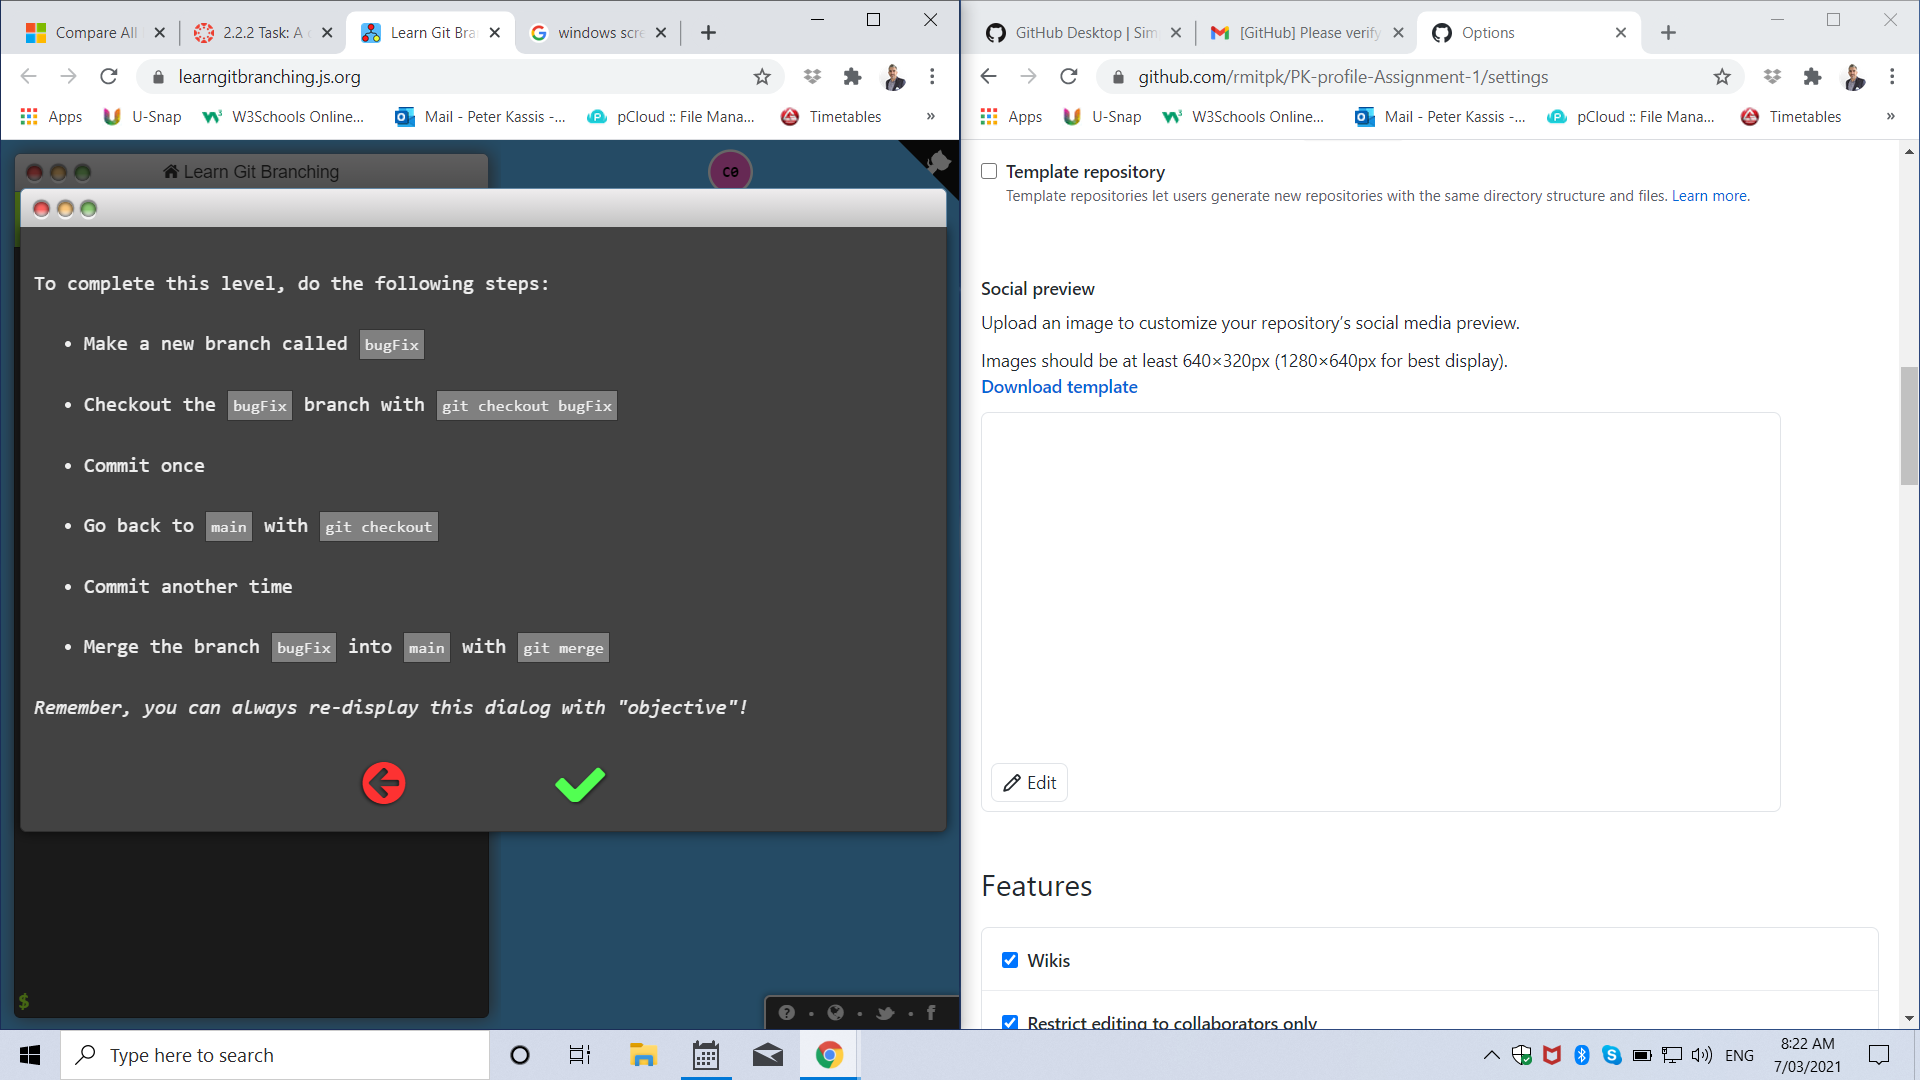 Compare All
2.2.2 Task: A
Learn Git Bra
windows scre
learngitbranching.js.org
Apps
U-Snap
W3Schools Online...
Mail - Peter Kassis -...
pCloud :: File Mana...
Timetables
»
Learn Git Branching
C0
To complete this level, do the following steps:
• Make a new branch called bugFix
• Checkout the bugFix branch with git checkout bugFix
• Commit once
• Go back to main with git checkout
• Commit another time
• Merge the branch bugFix into main with git merge
Remember, you can always re-display this dialog with "objective"!
$
GitHub Desktop | Sim
[GitHub] Please verify
Options
github.com/rmitpk/PK-profile-Assignment-1/settings
Apps
U-Snap
W3Schools Online...
Mail - Peter Kassis -...
pCloud :: File Mana...
Timetables
»
Template repository
Template repositories let users generate new repositories with the same directory structure and files. Learn more.
Social preview
Upload an image to customize your repository's social media preview.
Images should be at least 640×320px (1280×640px for best display).
Download template
Edit
Features
Wikis
Restrict editing to collaborators only
Type here to search
ENG
8:22 AM
7/03/2021